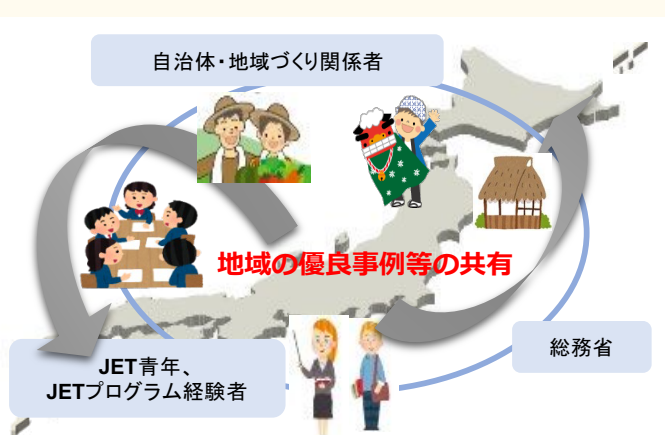 自治体・地域づくり関係者
地域の優良事例等の共有
総務省
JET青年、
JETプログラム経験者